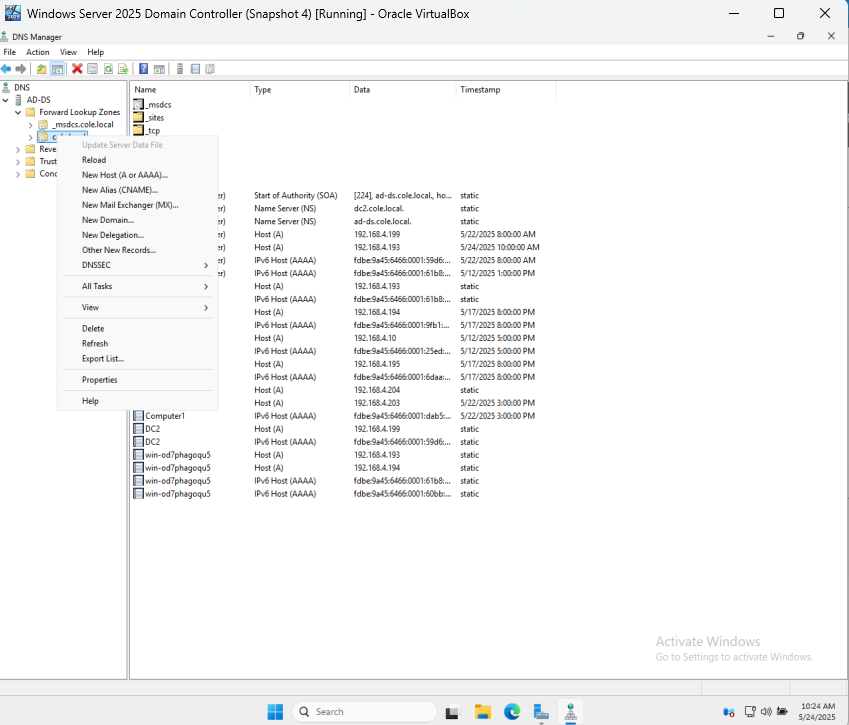 Windows Server 2025 Domain Controller (Snapshot 4) [Running] - Oracle VirtualBox
DNS Manager
File Action View Help
DNS
AD-DS
Forward Lookup Zones
_msdcs.cole.local
Reve
Trust
Conc
Update Server Data File
Reload
New Host (A or AAAA)...
New Alias (CNAME)...
New Mail Exchanger (MX)...
New Domain...
New Delegation...
Other New Records...
DNSSEC
All Tasks
View
Delete
Refresh
Export List...
Properties
Help
Name Type Data Timestamp
_msdcs
_sites
_tcp
er) Start of Authority (SOA) [224], ad-ds.cole.local., ho... static
er) Name Server (NS) dc2.cole.local. static
er) Name Server (NS) ad-ds.cole.local. static
er) Host (A) 192.168.4.199 5/22/2025 8:00:00 AM
er) Host (A) 192.168.4.193 5/24/2025 10:00:00 AM
er) IPv6 Host (AAAA) fdbe:9a45:6466:0001:59d6:... 5/22/2025 8:00:00 AM
er) IPv6 Host (AAAA) fdbe:9a45:6466:0001:61b8:... 5/12/2025 1:00:00 PM
Host (A) 192.168.4.193 static
IPv6 Host (AAAA) fdbe:9a45:6466:0001:61b8:... static
Host (A) 192.168.4.194 5/17/2025 8:00:00 PM
IPv6 Host (AAAA) fdbe:9a45:6466:0001:9fb1:... 5/17/2025 8:00:00 PM
Host (A) 192.168.4.10 5/12/2025 5:00:00 PM
IPv6 Host (AAAA) fdbe:9a45:6466:0001:25ed:... 5/12/2025 5:00:00 PM
Host (A) 192.168.4.195 5/17/2025 8:00:00 PM
IPv6 Host (AAAA) fdbe:9a45:6466:0001:6daa:... 5/17/2025 8:00:00 PM
Host (A) 192.168.4.204 static
Host (A) 192.168.4.203 5/22/2025 3:00:00 PM
Computer1 IPv6 Host (AAAA) fdbe:9a45:6466:0001:dab5:... 5/22/2025 3:00:00 PM
DC2 Host (A) 192.168.4.199 static
DC2 IPv6 Host (AAAA) fdbe:9a45:6466:0001:59d6:... static
win-od7phagoqu5 Host (A) 192.168.4.193 static
win-od7phagoqu5 Host (A) 192.168.4.194 static
win-od7phagoqu5 IPv6 Host (AAAA) fdbe:9a45:6466:0001:61b8:... static
win-od7phagoqu5 IPv6 Host (AAAA) fdbe:9a45:6466:0001:60bb:... static
Activate Windows
Go to Settings to activate Windows.
Search
10:24 AM
5/24/2025